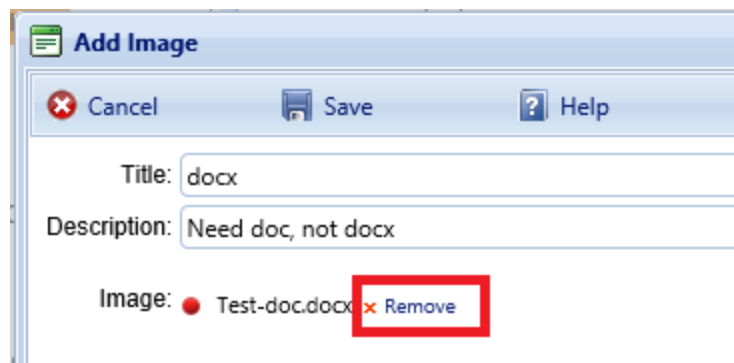 Add Image
Cancel Save Help
Title: docx
Description: Need doc, not docx
Image: Test-doc.docx × Remove